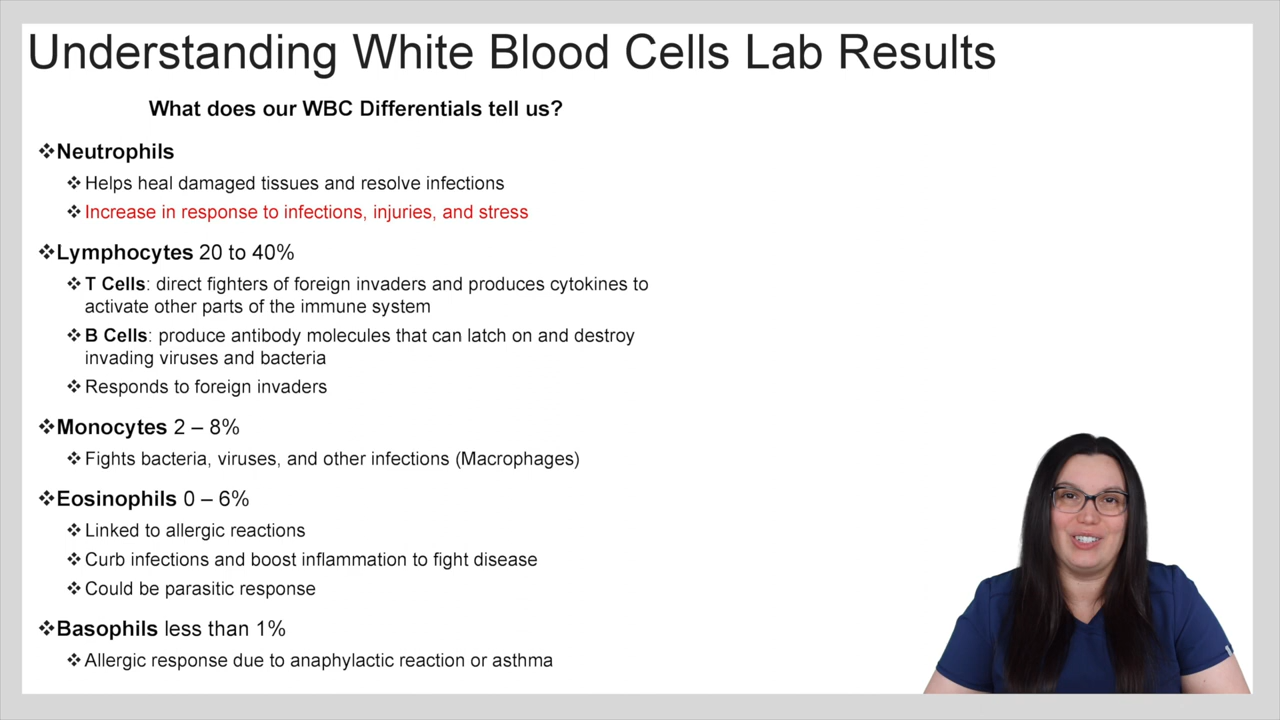 Understanding White Blood Cells Lab Results
What does our WBC Differentials tell us?
❖Neutrophils
❖Helps heal damaged tissues and resolve infections
❖Increase in response to infections, injuries, and stress
❖Lymphocytes 20 to 40%
❖T Cells: direct fighters of foreign invaders and produces cytokines to
activate other parts of the immune system
❖B Cells: produce antibody molecules that can latch on and destroy
invading viruses and bacteria
❖Responds to foreign invaders
❖Monocytes 2 – 8%
❖Fights bacteria, viruses, and other infections (Macrophages)
❖Eosinophils 0 – 6%
❖Linked to allergic reactions
❖Curb infections and boost inflammation to fight disease
❖Could be parasitic response
❖Basophils less than 1%
❖Allergic response due to anaphylactic reaction or asthma